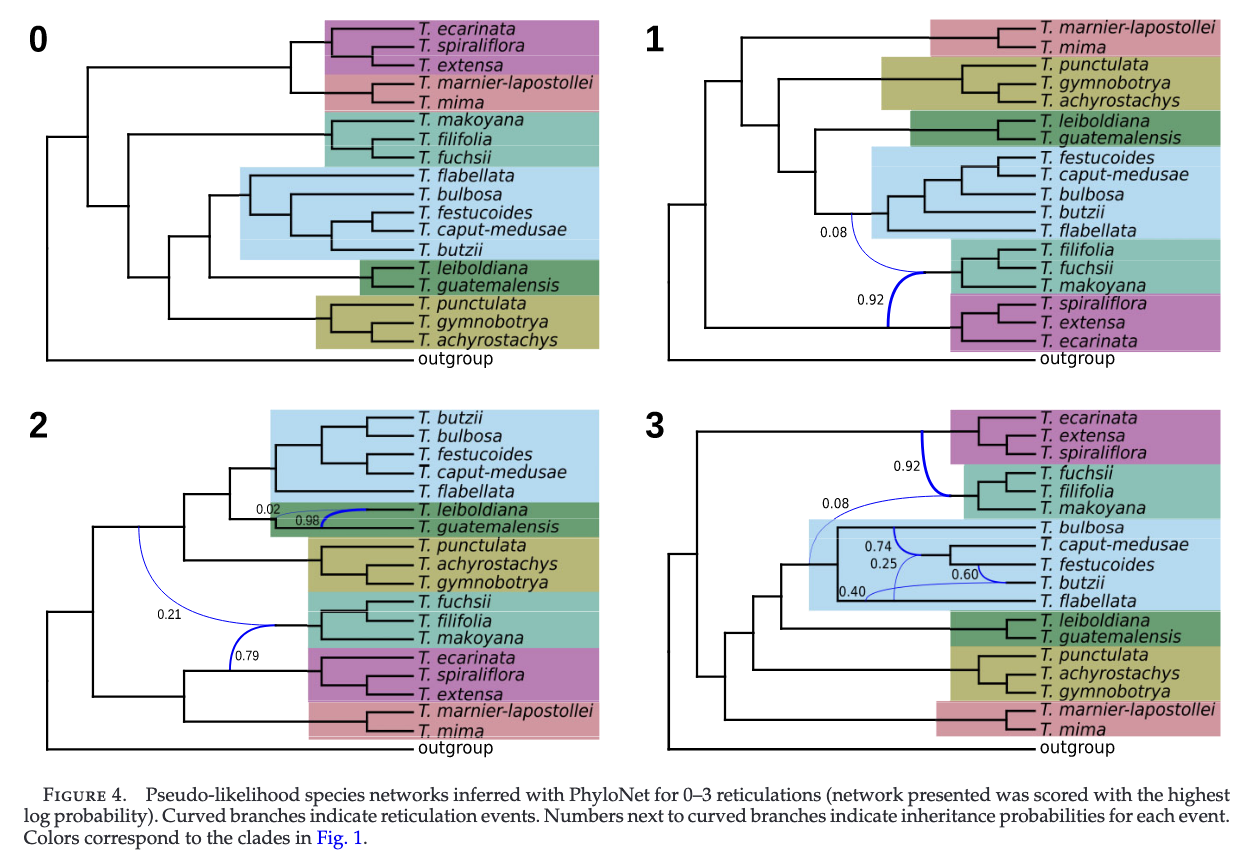 0
T. ecarinata
T. spiraliflora
T. extensa
T. marnier-lapostollei
T. mima
T. makoyana
T. filifolia
T. fuchsii
T. flabellata
T. bulbosa
T. festucoides
T. caput-medusae
T. butzii
T. leiboldiana
T. guatemalensis
T. punctulata
T. gymnobotrya
T. achyrostachys
outgroup
1
T. marnier-lapostollei
T. mima
T. punctulata
T. gymnobotrya
T. achyrostachys
T. leiboldiana
T. guatemalensis
T. festucoides
T. caput-medusae
T. bulbosa
T. butzii
T. flabellata
0.08
T. filifolia
T. fuchsii
T. makoyana
0.92
T. spiraliflora
T. extensa
T. ecarinata
outgroup
2
T. butzii
T. bulbosa
T. festucoides
T. caput-medusae
T. flabellata
0.02
T. leiboldiana
0.98
T. guatemalensis
T. punctulata
T. achyrostachys
T. gymnobotrya
T. fuchsii
0.21
T. filifolia
T. makoyana
0.79
T. ecarinata
T. spiraliflora
T. extensa
T. marnier-lapostollei
T. mima
outgroup
3
T. ecarinata
T. extensa
T. spiraliflora
0.92
T. fuchsii
T. filifolia
0.08
T. makoyana
T. bulbosa
0.74
T. caput-medusae
0.25
T. festucoides
0.60
T. butzii
0.40
T. flabellata
T. leiboldiana
T. guatemalensis
T. punctulata
T. achyrostachys
T. gymnobotrya
T. marnier-lapostollei
T. mima
outgroup
FIGURE 4. Pseudo-likelihood species networks inferred with PhyloNet for 0–3 reticulations (network presented was scored with the highest
log probability). Curved branches indicate reticulation events. Numbers next to curved branches indicate inheritance probabilities for each event.
Colors correspond to the clades in Fig. 1.